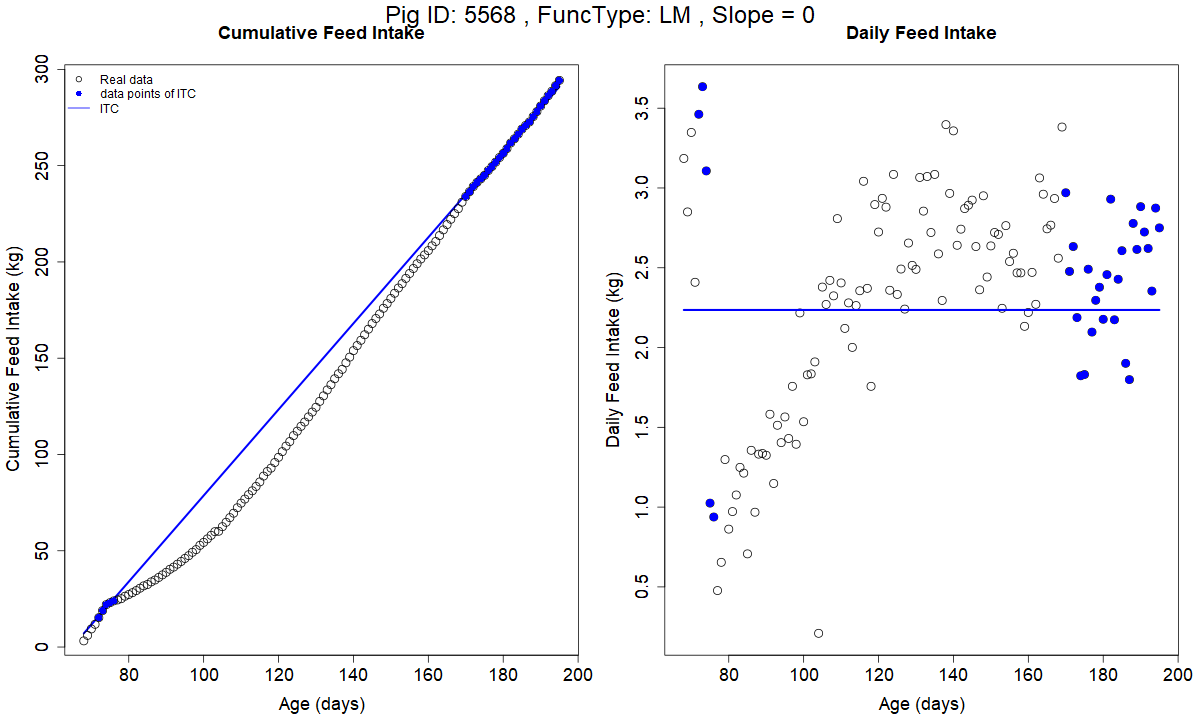 Pig ID: 5568 , FuncType: LM , Slope = 0
Cumulative Feed Intake
Daily Feed Intake
Real data
data points of ITC
ITC
Cumulative Feed Intake (kg)
0
50
100
150
200
250
300
80
100
120
140
160
180
200
Age (days)
Daily Feed Intake (kg)
0.5
1.0
1.5
2.0
2.5
3.0
3.5
80
100
120
140
160
180
200
Age (days)